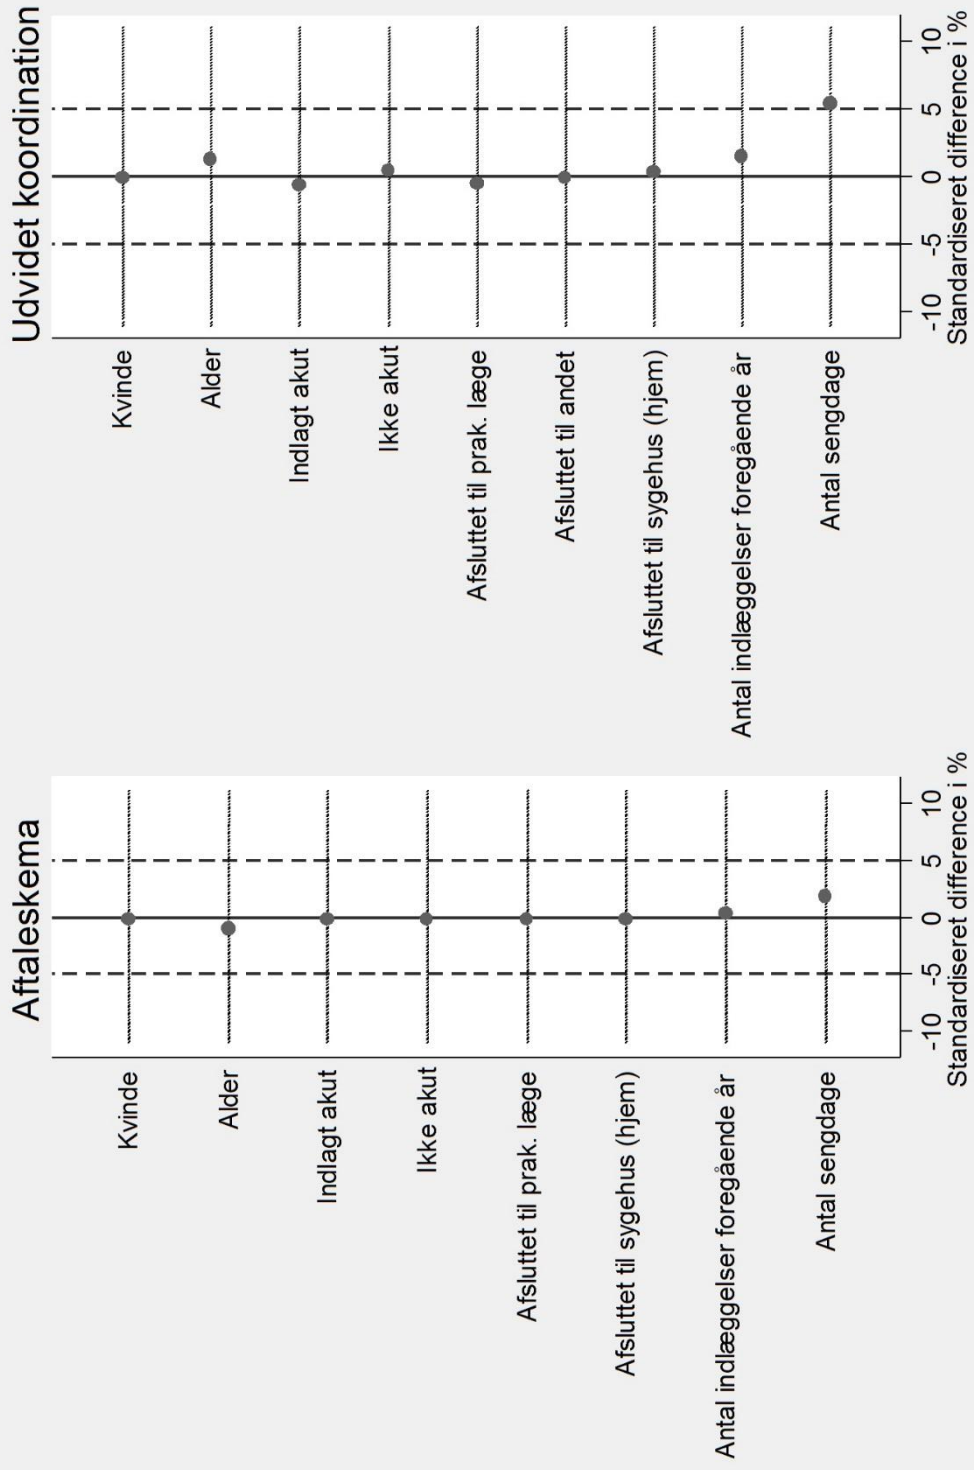 Aftaleskema
Kvinde
Alder
Indlagt akut
Ikke akut
Afsluttet til prak. læge
Afsluttet til sygehus (hjem)
Antal indlæggelser foregående år
Antal sengdage
-10 -5 0 5 10
Standardiseret difference i %
Udvidet koordination
Kvinde
Alder
Indlagt akut
Ikke akut
Afsluttet til prak. læge
Afsluttet til andet
Afsluttet til sygehus (hjem)
Antal indlæggelser foregående år
Antal sengdage
-10 -5 0 5 10
Standardiseret difference i %